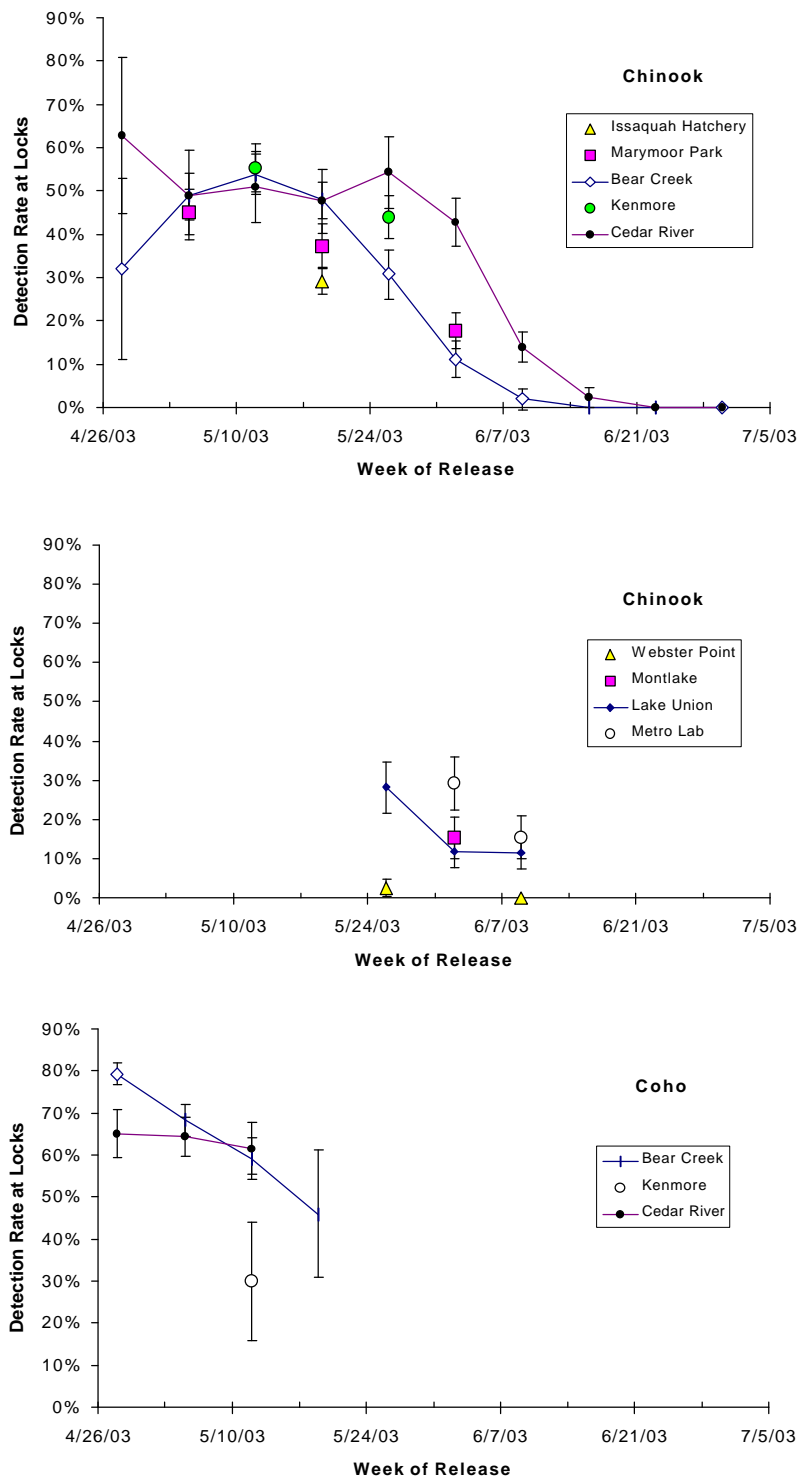 90%
80%
70%
60%
50%
40%
30%
20%
10%
0%
Detection Rate at Locks
Chinook
Issaquah Hatchery
Marymoor Park
Bear Creek
Kenmore
Cedar River
4/26/03 5/10/03 5/24/03 6/7/03 6/21/03 7/5/03
Week of Release
90%
80%
70%
60%
50%
40%
30%
20%
10%
0%
Detection Rate at Locks
Chinook
Webster Point
Montlake
Lake Union
Metro Lab
4/26/03 5/10/03 5/24/03 6/7/03 6/21/03 7/5/03
Week of Release
90%
80%
70%
60%
50%
40%
30%
20%
10%
0%
Detection Rate at Locks
Coho
Bear Creek
Kenmore
Cedar River
4/26/03 5/10/03 5/24/03 6/7/03 6/21/03 7/5/03
Week of Release